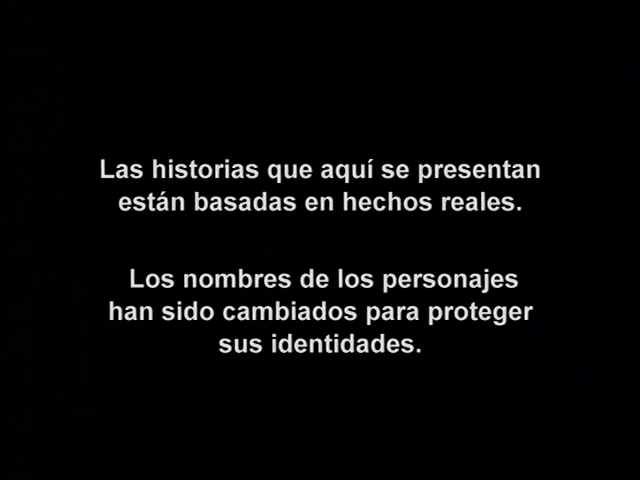 Las historias que aquí se presentan
están basadas en hechos reales.
Los nombres de los personajes
han sido cambiados para proteger
sus identidades.